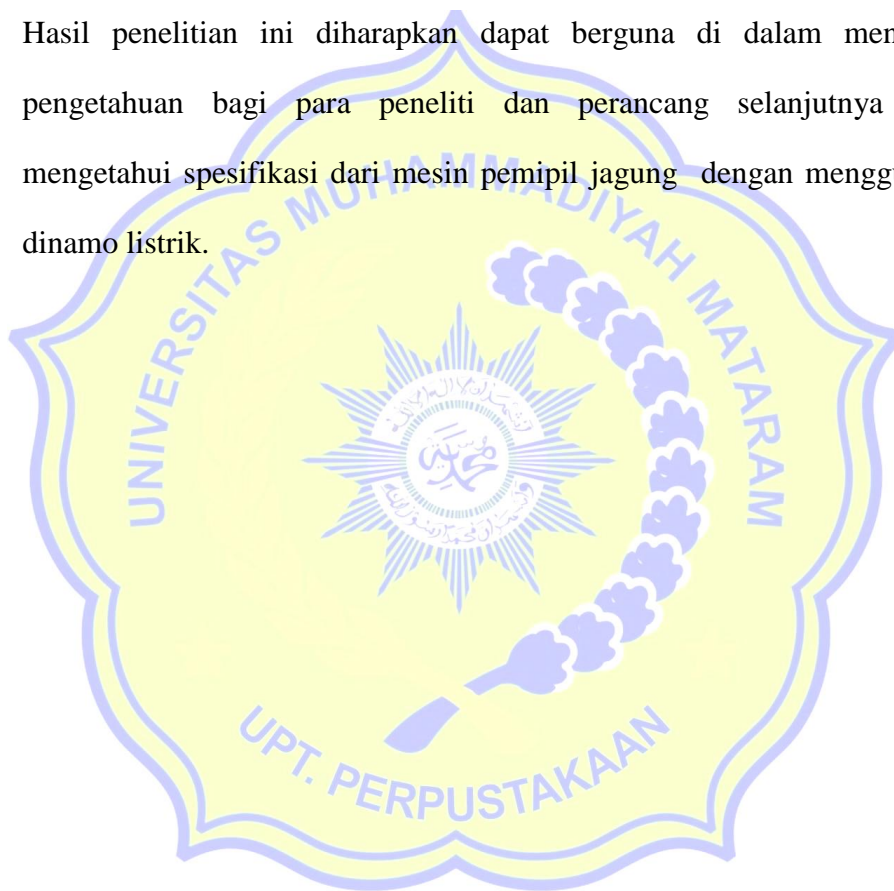 Hasil penelitian ini diharapkan dapat berguna di dalam men
pengetahuan bagi para peneliti dan perancang selanjutnya
mengetahui spesifikasi dari mesin pemipil jagung dengan mengg
dinamo listrik.
UNIVERSITAS MUHAMMADIYAH MATARAM
UPT. PERPUSTAKAAN